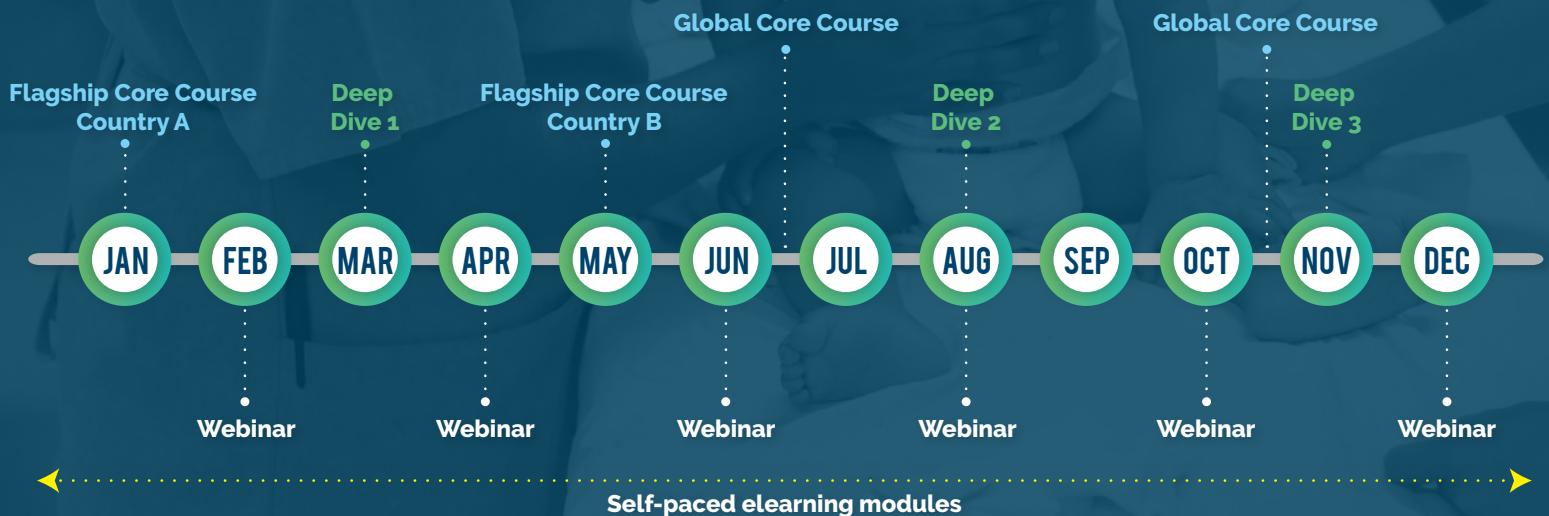 Global Core Course
Global Core Course
Flagship Core Course
Country A
Deep
Dive 1
Flagship Core Course
Country B
Deep
Dive 2
Deep
Dive 3
JAN
FEB
MAR
APR
MAY
JUN
JUL
AUG
SEP
OCT
NOV
DEC
Webinar
Webinar
Webinar
Webinar
Webinar
Webinar
Self-paced elearning modules